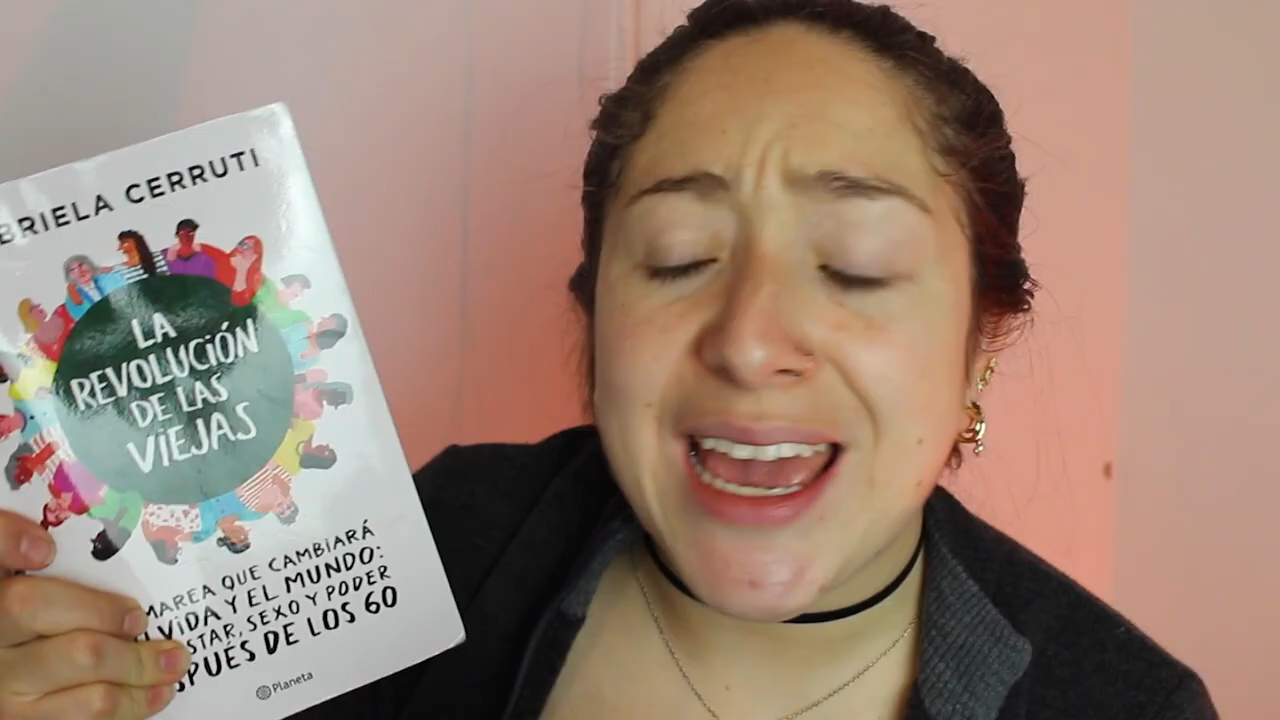 BRIELA CERRUTI
LA
REVOLUCIÓN
DE LAS
VIEJAS
MAREA QUE CAMBIARÁ
VIDA Y EL MUNDO:
STAR, SEXO Y PODER
SPUÉS DE LOS 60
Planeta